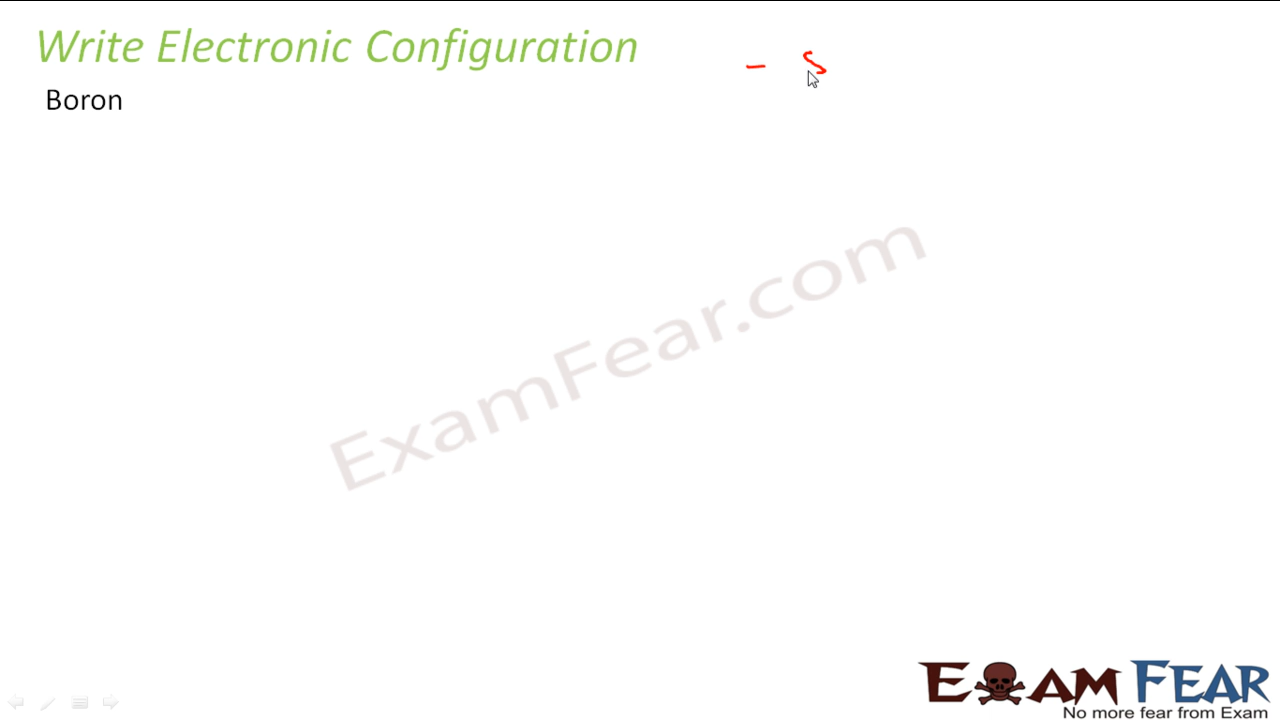 Write Electronic Configuration
- S
Boron
ExamFear.com
EXAM FEAR
No more fear from Exam